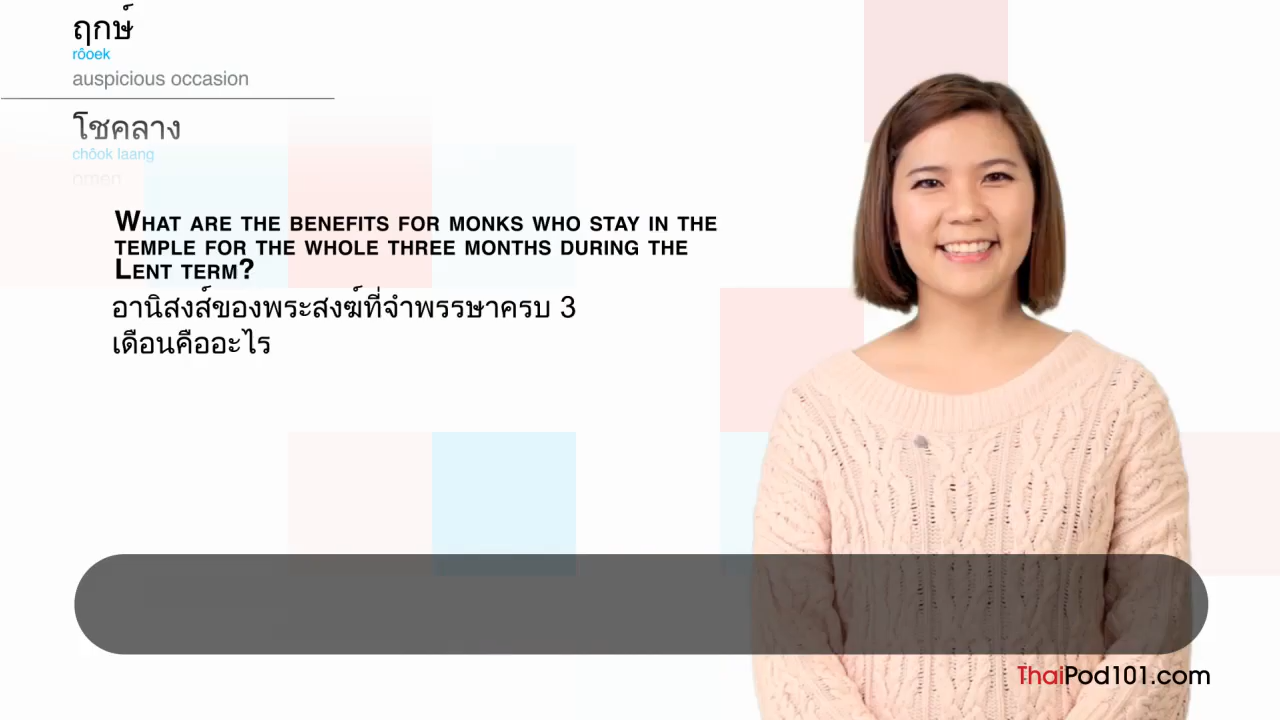 ฤกษ์
rôoek
auspicious occasion
โชคลาง
chôok laang
omen
What are the benefits for monks who stay in the
temple for the whole three months during the
Lent term?
อานิสงส์ของพระสงฆ์ที่จำพรรษาครบ 3
เดือนคืออะไร
ThaiPod101.com